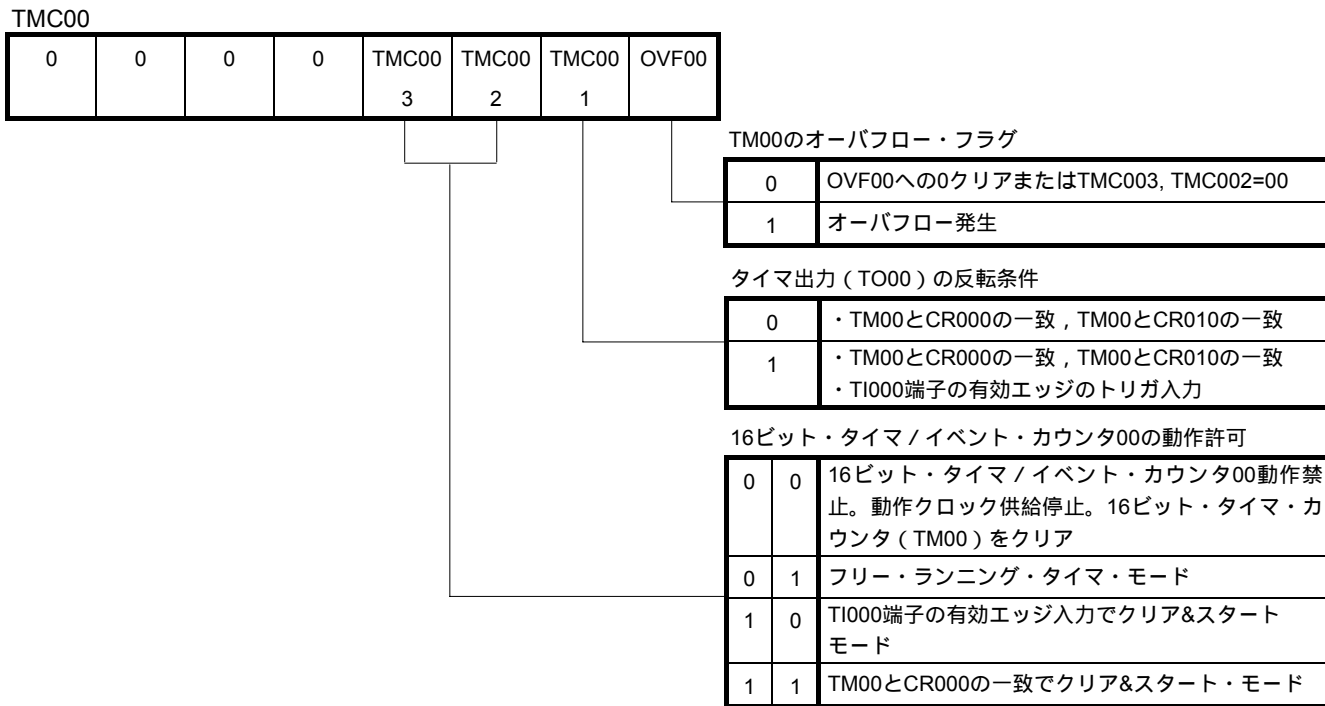 TMC00
0 0 0 0 TMC00 TMC00 TMC00 OVF00
3 2 1
TM00のオーバフロー・フラグ
0 OVF00への0クリアまたはTMC003, TMC002=00
1 オーバフロー発生
タイマ出力（TO00）の反転条件
0 ・TM00とCR000の一致，TM00とCR010の一致
1 ・TM00とCR000の一致，TM00とCR010の一致
・TI000端子の有効エッジのトリガ入力
16ビット・タイマ／イベント・カウンタ00の動作許可
0 0 16ビット・タイマ／イベント・カウンタ00動作禁
止。動作クロック供給停止。16ビット・タイマ・カ
ウンタ（TM00）をクリア
0 1 フリー・ランニング・タイマ・モード
1 0 TI000端子の有効エッジ入力でクリア&スタート
モード
1 1 TM00とCR000の一致でクリア&スタート・モード